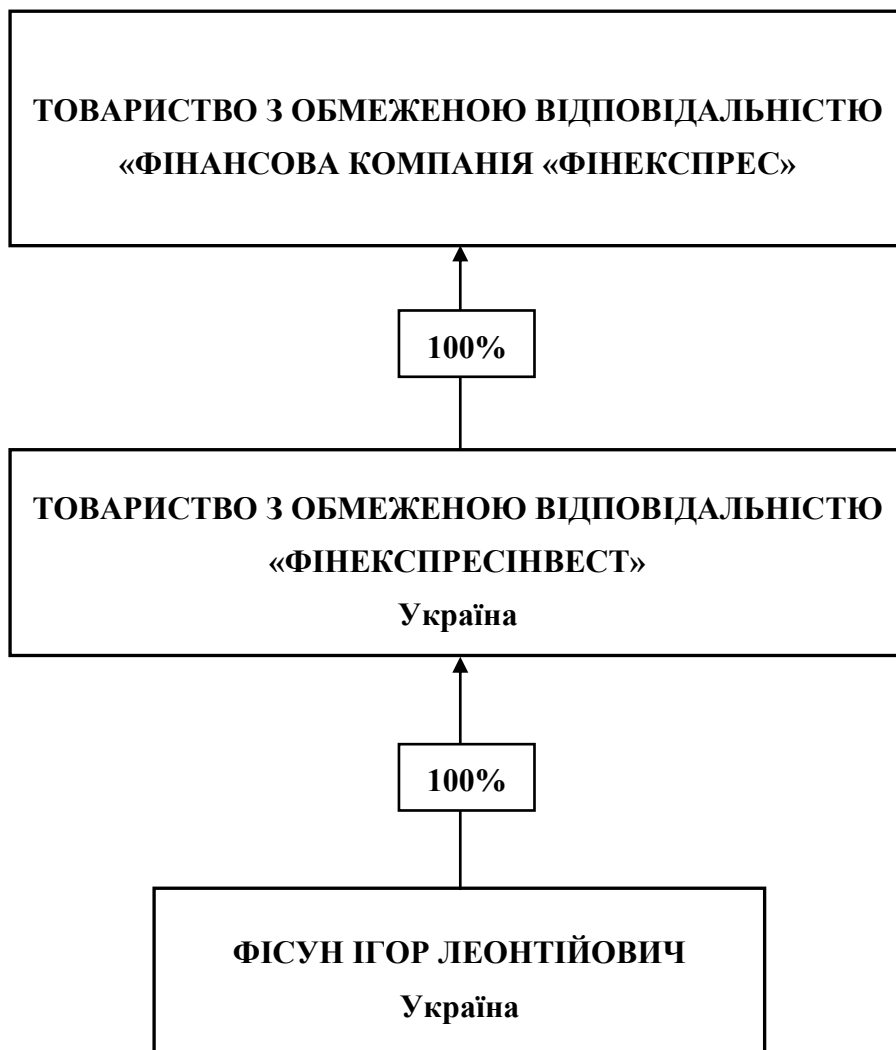 ТОВАРИСТВО З ОБМЕЖЕНОЮ ВІДПОВІДАЛЬНІСТЮ
«ФІНАНСОВА КОМПАНІЯ «ФІНЕКСПРЕС»
100%
ТОВАРИСТВО З ОБМЕЖЕНОЮ ВІДПОВІДАЛЬНІСТЮ
«ФІНЕКСПРЕСІНВЕСТ»
Україна
100%
ФІСУН ІГОР ЛЕОНТІЙОВИЧ
Україна